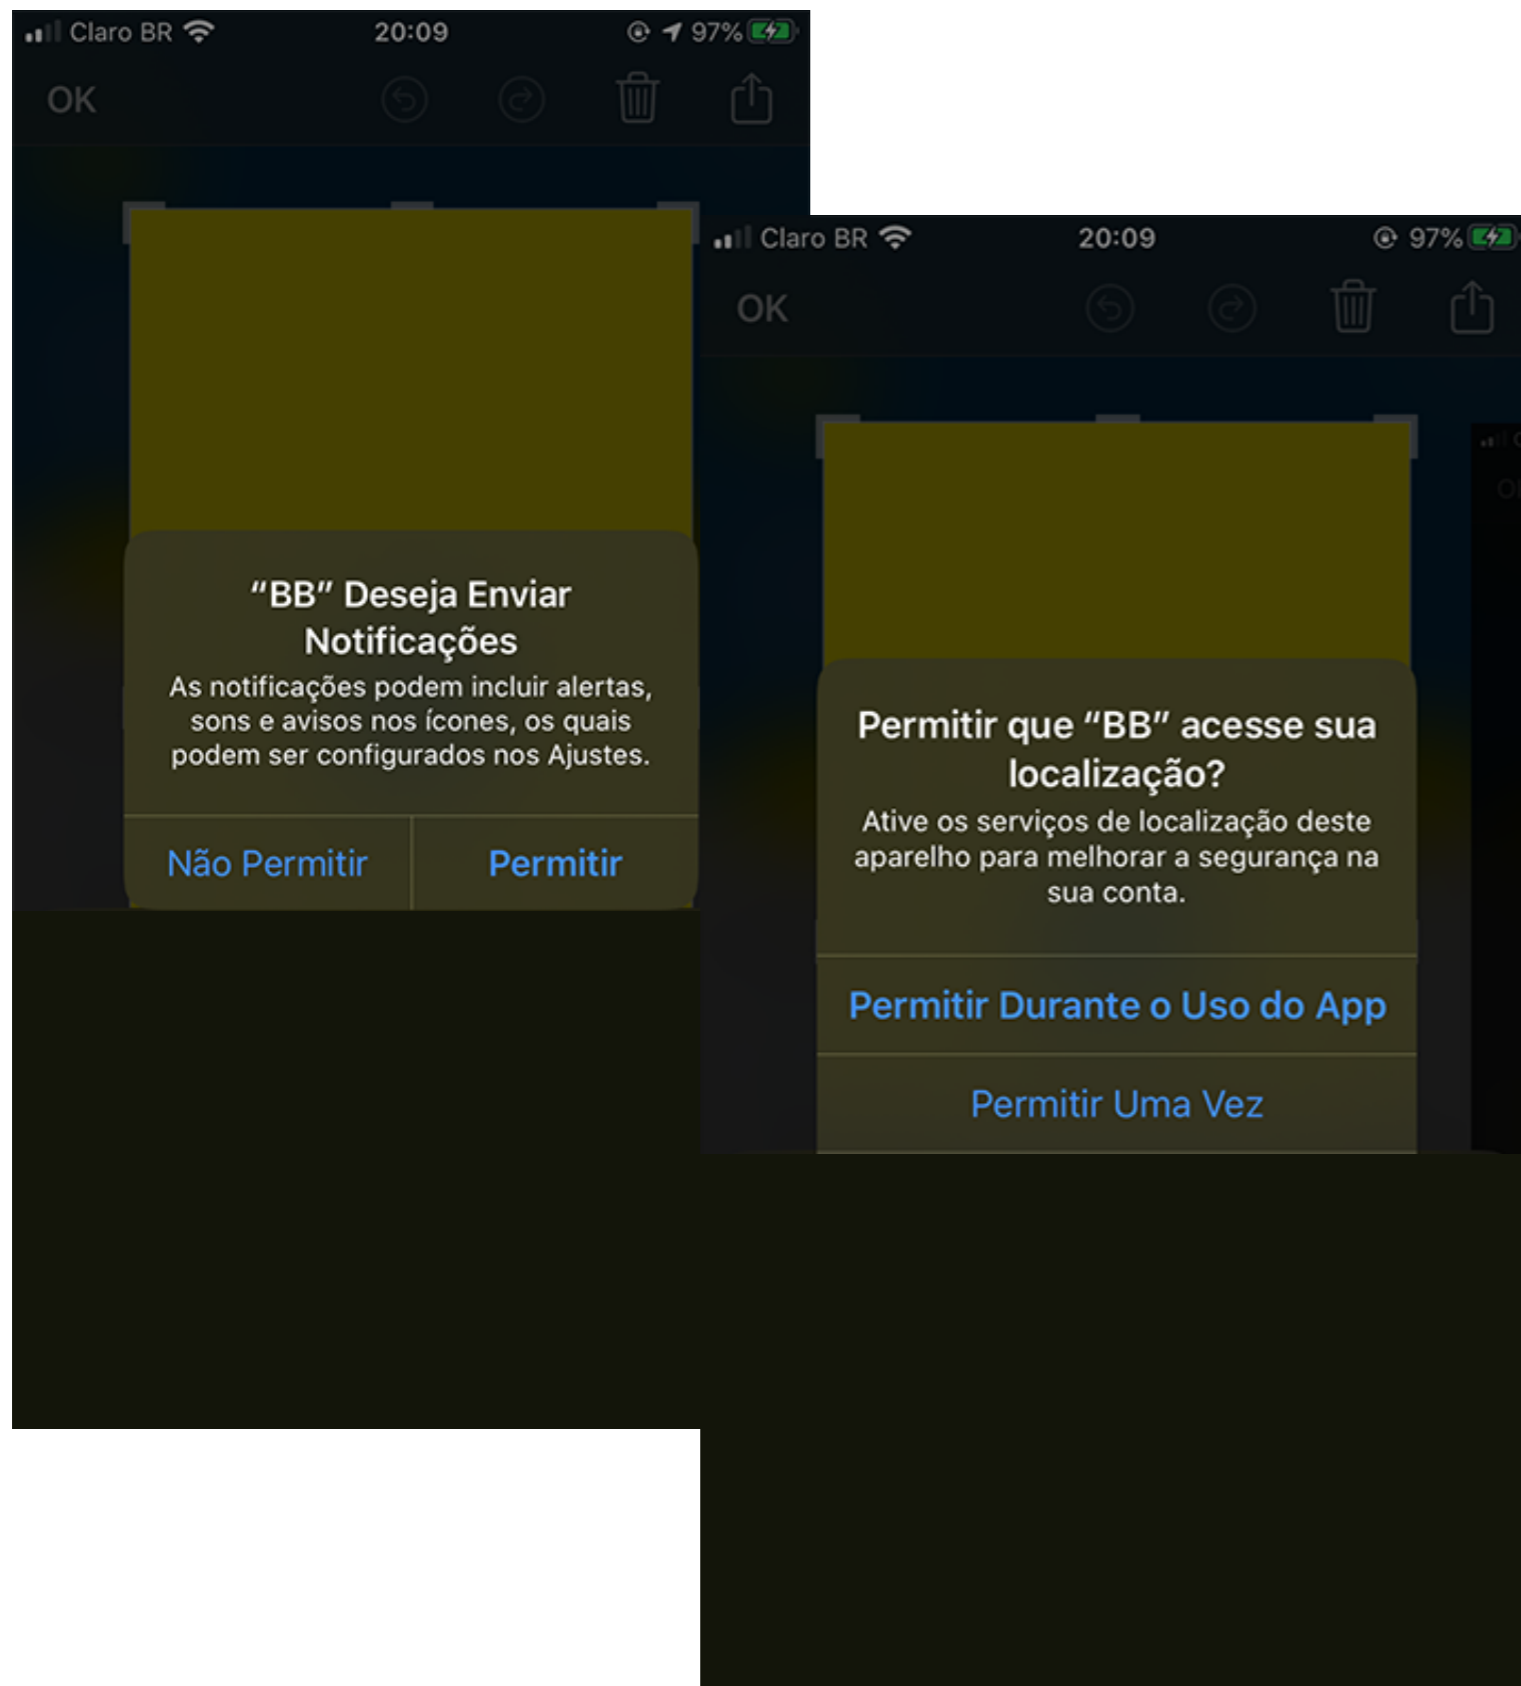 Claro BR
20:09
97%
OK
“BB” Deseja Enviar
Notificações
As notificações podem incluir alertas,
sons e avisos nos ícones, os quais
podem ser configurados nos Ajustes.
Não Permitir
Permitir
Claro BR
20:09
97%
OK
Permitir que “BB” acesse sua
localização?
Ative os serviços de localização deste
aparelho para melhorar a segurança na
sua conta.
Permitir Durante o Uso do App
Permitir Uma Vez